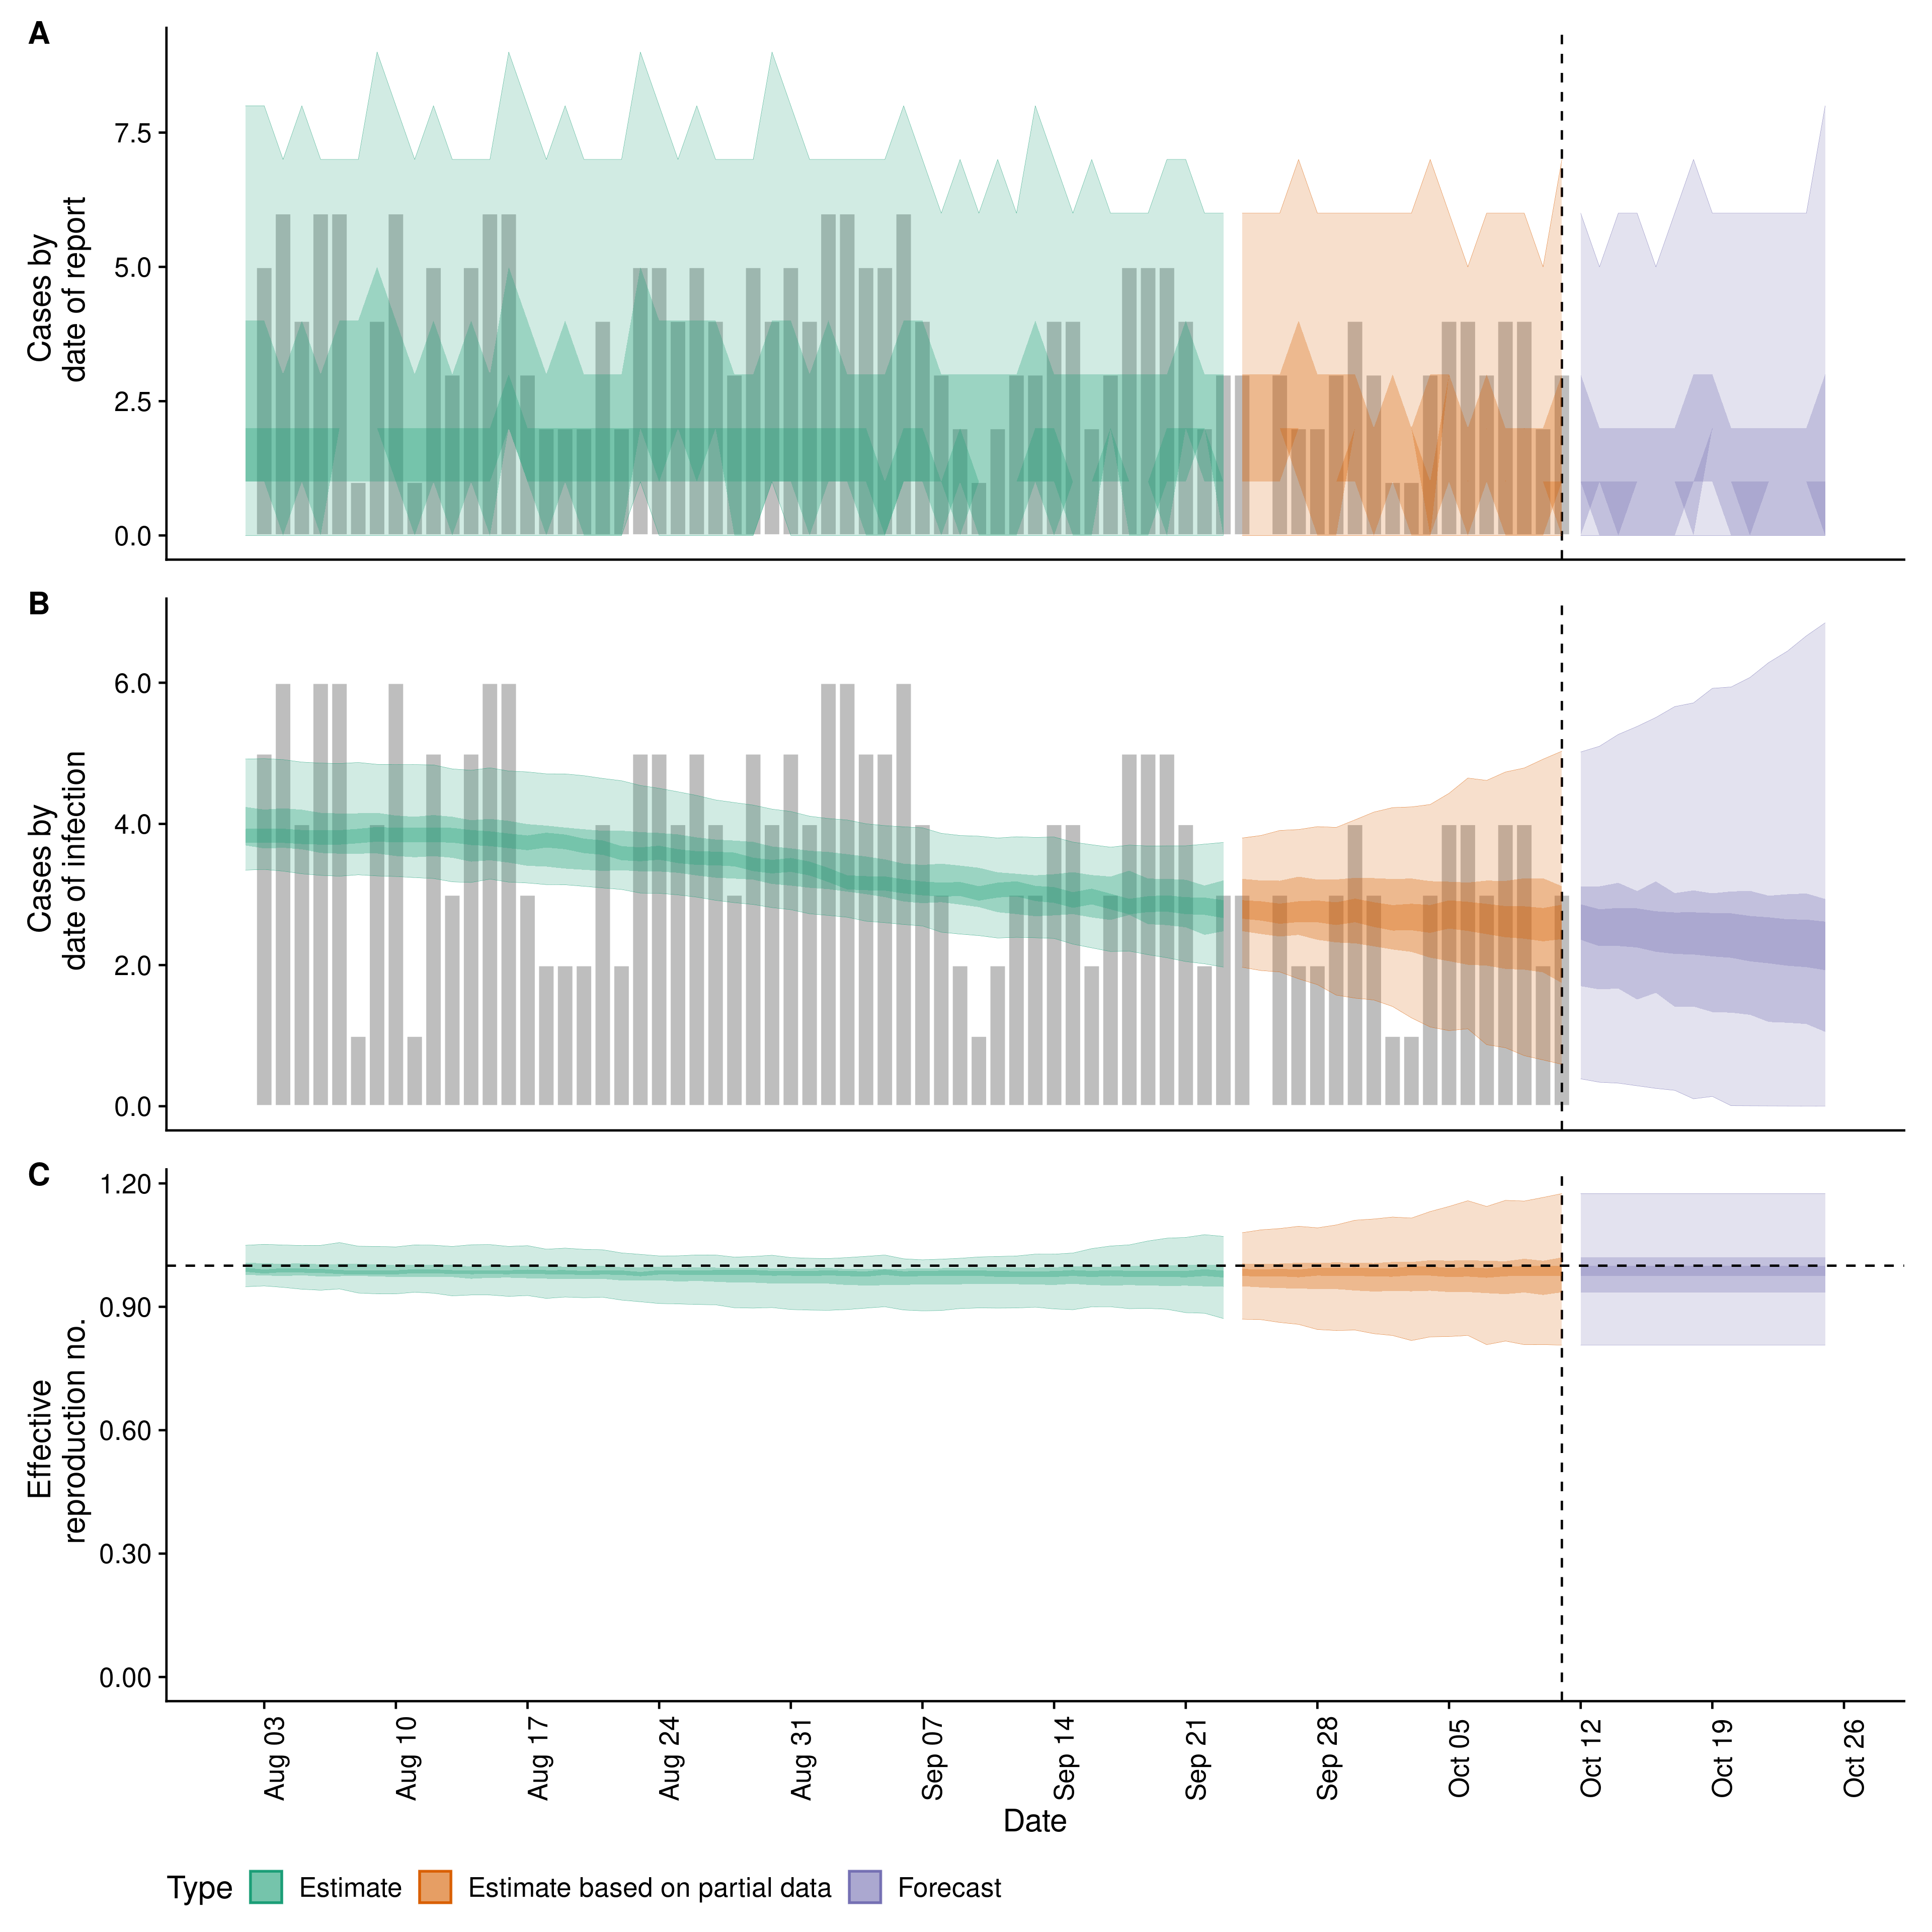 A
Cases by
date of report
7.5
5.0
2.5
0.0
B
Cases by
date of infection
6.0
4.0
2.0
0.0
C
Effective
reproduction no.
1.20
0.90
0.60
0.30
0.00
Aug 03
Aug 10
Aug 17
Aug 24
Aug 31
Sep 07
Sep 14
Sep 21
Sep 28
Oct 05
Oct 12
Oct 19
Oct 26
Date
Type Estimate Estimate based on partial data Forecast